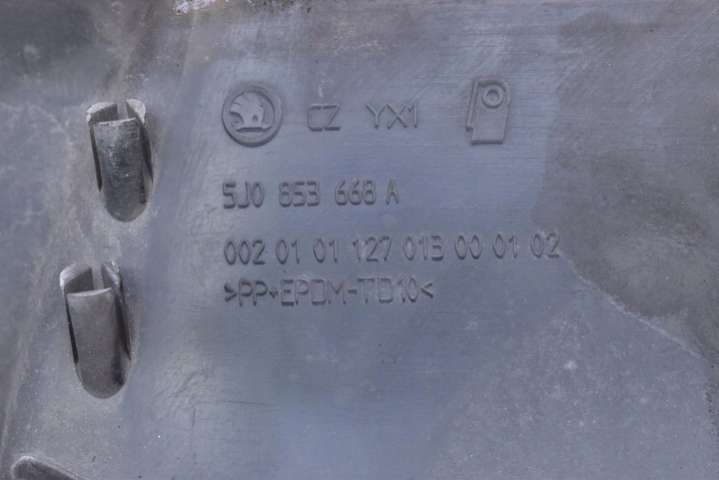 CZ YX1
5J0 853 668 A
002 01 01 127 013 00 01 02
>PP+EPDM-TD10<